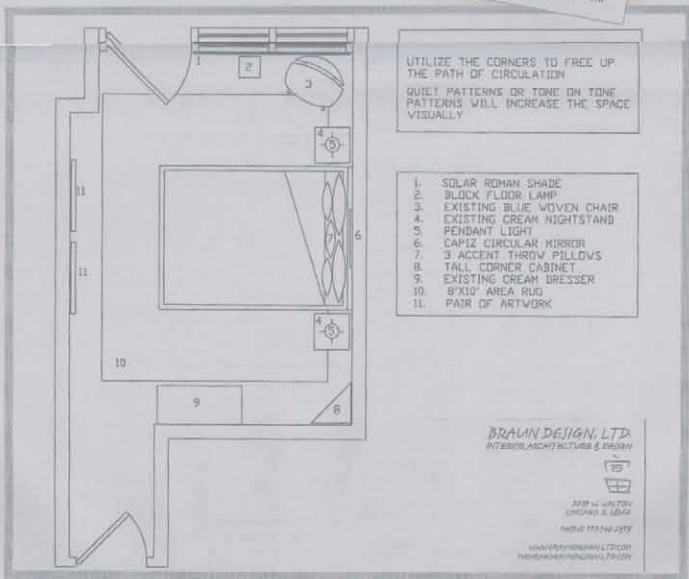 1
2
3
4
5
6
7
4
5
8
9
10
11
11
UTILIZE THE CORNERS TO FREE UP
THE PATH OF CIRCULATION
QUIET PATTERNS OR TONE ON TONE
PATTERNS WILL INCREASE THE SPACE
VISUALLY
1. SOLAR ROMAN SHADE
2. BLOCK FLOOR LAMP
3. EXISTING BLUE WOVEN CHAIR
4. EXISTING CREAM NIGHTSTAND
5. PENDANT LIGHT
6. CAPIZ CIRCULAR MIRROR
7. 3 ACCENT THROW PILLOWS
8. TALL CORNER CABINET
9. EXISTING CREAM DRESSER
10. 8'X10' AREA RUG
11. PAIR OF ARTWORK
BRAUN DESIGN, LTD.
INTERIOR ARCHITECTURE & DESIGN